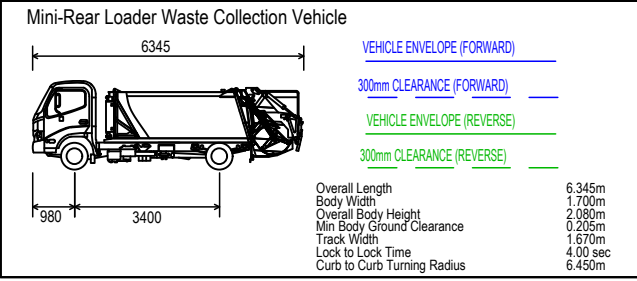 Mini-Rear Loader Waste Collection Vehicle
6345
VEHICLE ENVELOPE (FORWARD)
300mm CLEARANCE (FORWARD)
VEHICLE ENVELOPE (REVERSE)
300mm CLEARANCE (REVERSE)
980
3400
Overall Length 6.345m
Body Width 1.700m
Overall Body Height 2.080m
Min Body Ground Clearance 0.205m
Track Width 1.670m
Lock to Lock Time 4.00 sec
Curb to Curb Turning Radius 6.450m